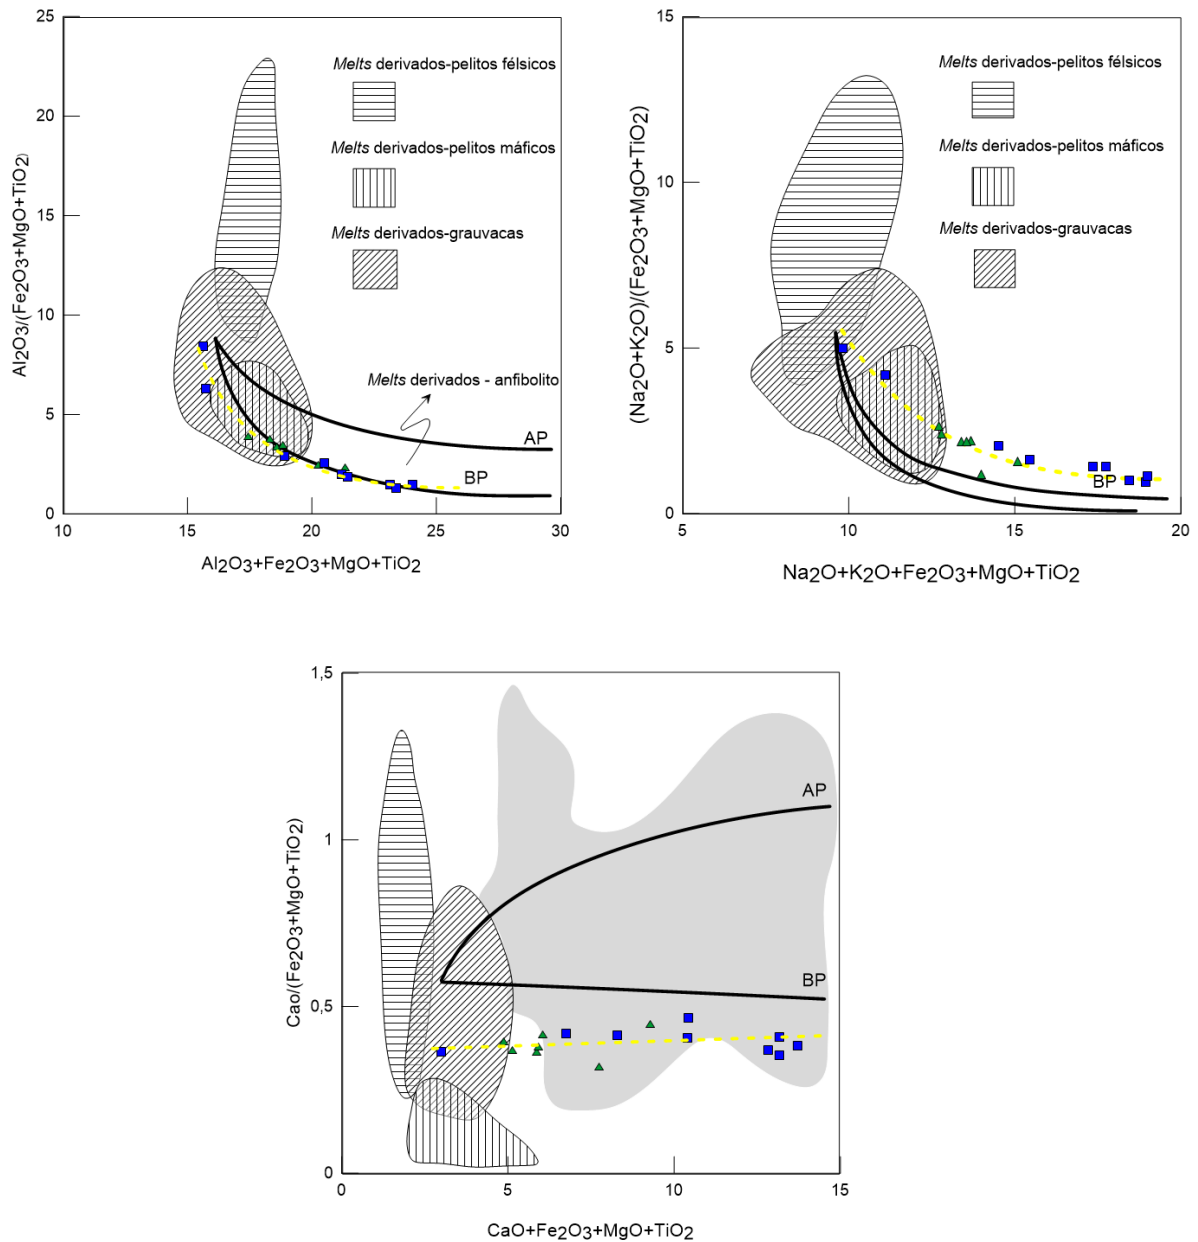 25
20
15
10
5
0
10
15
20
25
30
Al2O3/(Fe2O3+MgO+TiO2)
Al2O3+Fe2O3+MgO+TiO2
Melts derivados-pelitos félsicos
Melts derivados-pelitos máficos
Melts derivados-grauvacas
Melts derivados - anfibolito
AP
BP
15
10
5
0
5
10
15
20
(Na2O+K2O)/(Fe2O3+MgO+TiO2)
Na2O+K2O+Fe2O3+MgO+TiO2
Melts derivados-pelitos félsicos
Melts derivados-pelitos máficos
Melts derivados-grauvacas
BP
1,5
1
0,5
0
0
5
10
15
Cao/(Fe2O3+MgO+TiO2)
CaO+Fe2O3+MgO+TiO2
AP
BP